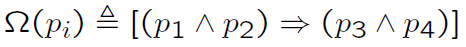 Ω(pᵢ) ≜ [(p₁ ∧ p₂) ⇒ (p₃ ∧ p₄)]